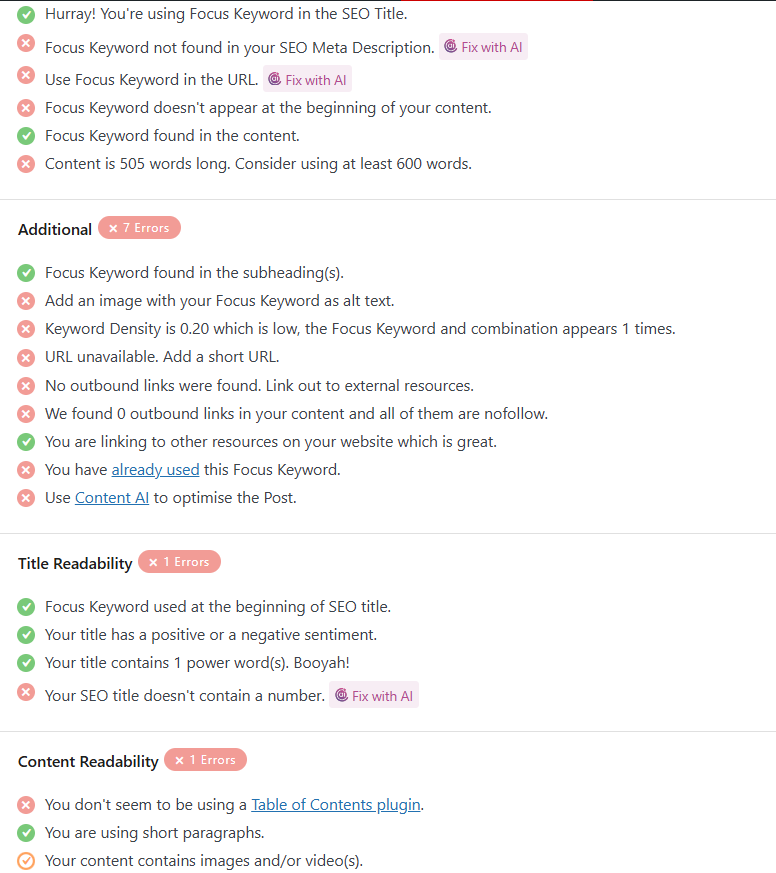 Hurray! You're using Focus Keyword in the SEO Title.
Focus Keyword not found in your SEO Meta Description. Fix with AI
Use Focus Keyword in the URL. Fix with AI
Focus Keyword doesn't appear at the beginning of your content.
Focus Keyword found in the content.
Content is 505 words long. Consider using at least 600 words.
Additional × 7 Errors
Focus Keyword found in the subheading(s).
Add an image with your Focus Keyword as alt text.
Keyword Density is 0.20 which is low, the Focus Keyword and combination appears 1 times.
URL unavailable. Add a short URL.
No outbound links were found. Link out to external resources.
We found 0 outbound links in your content and all of them are nofollow.
You are linking to other resources on your website which is great.
You have already used this Focus Keyword.
Use Content AI to optimise the Post.
Title Readability × 1 Errors
Focus Keyword used at the beginning of SEO title.
Your title has a positive or a negative sentiment.
Your title contains 1 power word(s). Booyah!
Your SEO title doesn't contain a number. Fix with AI
Content Readability × 1 Errors
You don't seem to be using a Table of Contents plugin.
You are using short paragraphs.
Your content contains images and/or video(s).